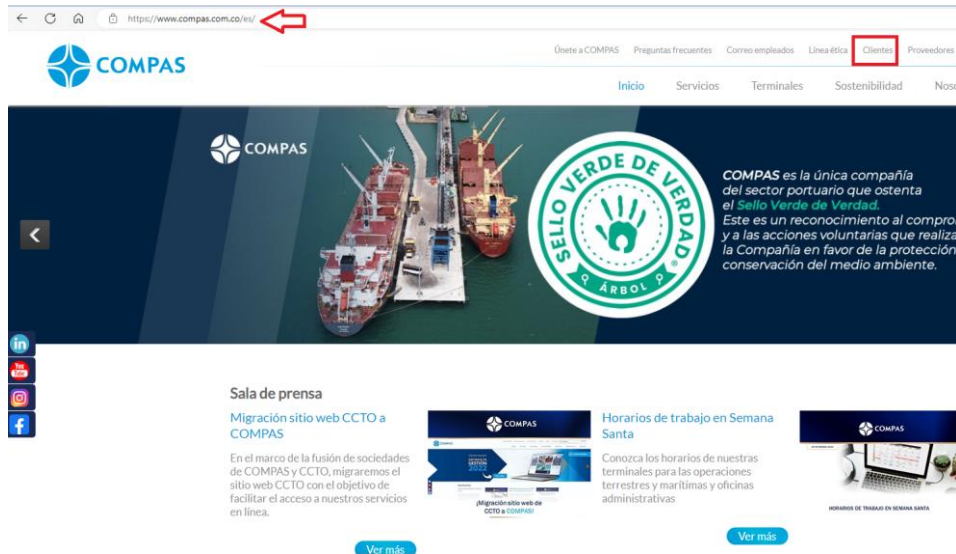 https://www.compas.com.co/es/
COMPAS
Únete a COMPAS Preguntas frecuentes Correo empleados Línea ética Clientes Proveedores
Inicio Servicios Terminales Sostenibilidad
COMPAS
SELLO VERDE DE VERDAD
ÁRBOL
COMPAS es la única compañía
del sector portuario que ostenta
el Sello Verde de Verdad.
Este es un reconocimiento al
y a las acciones voluntarias que
la Compañía en favor de la protección
conservación del medio ambiente.
Sala de prensa
Migración sitio web CCTO a
COMPAS
En el marco de la fusión de sociedades
de COMPAS y CCTO, migraremos el
sitio web CCTO con el objetivo de
facilitar el acceso a nuestros servicios
en línea.
Ver más
COMPAS
GESTIÓN
2022
¡Migración sitio web de
CCTO a COMPAS!
Horarios de trabajo en Semana
Santa
Conozca los horarios de nuestras
terminales para las operaciones
terrestres y marítimas y oficinas
administrativas
Ver más
COMPAS
HORARIOS DE TRABAJO EN SEMANA SANTA